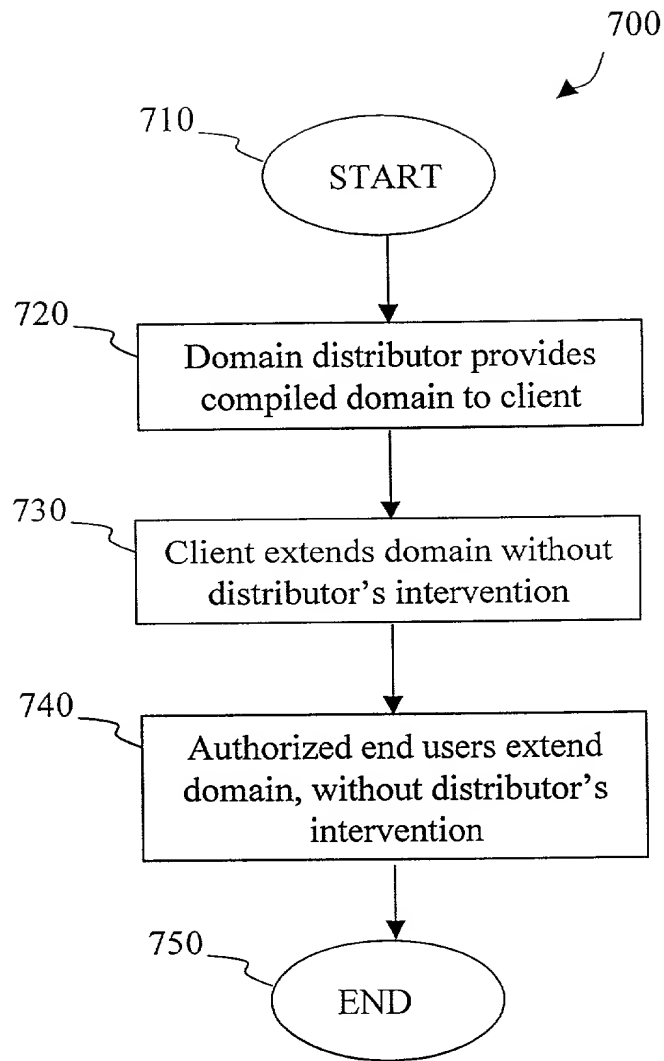 700
710
START
720
Domain distributor provides
compiled domain to client
730
Client extends domain without
distributor's intervention
740
Authorized end users extend
domain, without distributor's
intervention
750
END